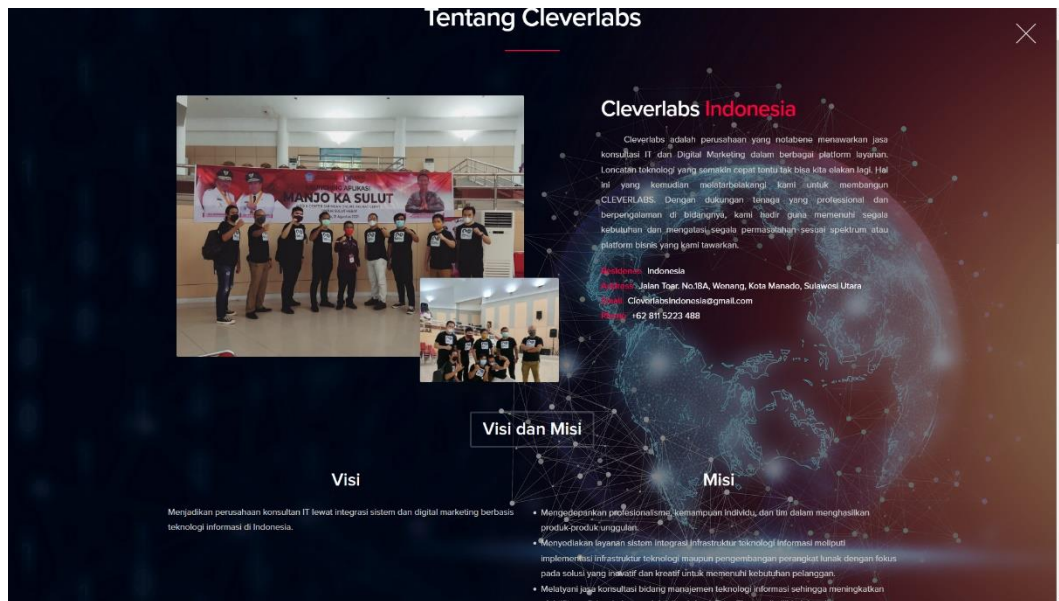 Tentang Cleverlabs
APLIKASI
MANJO KA SULUT
Cleverlabs Indonesia
Cleverlabs adalah perusahaan yang notabene menawarkan jasa
konsultasi IT dan Digital Marketing dalam berbagai platform layanan.
Loncatan teknologi yang semakin cepat tentu tak bisa kita elakan lagi. Hal
ini yang kemudian melatarbelakangi kami untuk membangun
CLEVERLABS. Dengan dukungan tenaga yang professional dan
berpengalaman di bidangnya, kami hadir guna memenuhi segala
kebutuhan dan mengatasi segala permasalahan sesuai spektrum atau
platform bisnis yang kami tawarkan.
Residence: Indonesia
Address: Jalan Toar. No.18A, Wenang, Kota Manado, Sulawesi Utara
Email: CleverlabsIndonesia@gmail.com
Phone: +62 811 5223 488
Visi dan Misi
Visi
Menjadikan perusahaan konsultan IT lewat integrasi sistem dan digital marketing berbasis
teknologi informasi di Indonesia.
Misi
• Mengedepankan profesionalisme, kemampuan individu, dan tim dalam menghasilkan
produk-produk unggulan.
• Menyediakan layanan sistem integrasi infrastruktur teknologi informasi meliputi
implementasi infrastruktur teknologi maupun pengembangan perangkat lunak dengan fokus
pada solusi yang inovatif dan kreatif untuk memenuhi kebutuhan pelanggan.
• Melayani jasa konsultasi bidang manajemen teknologi informasi sehingga meningkatkan